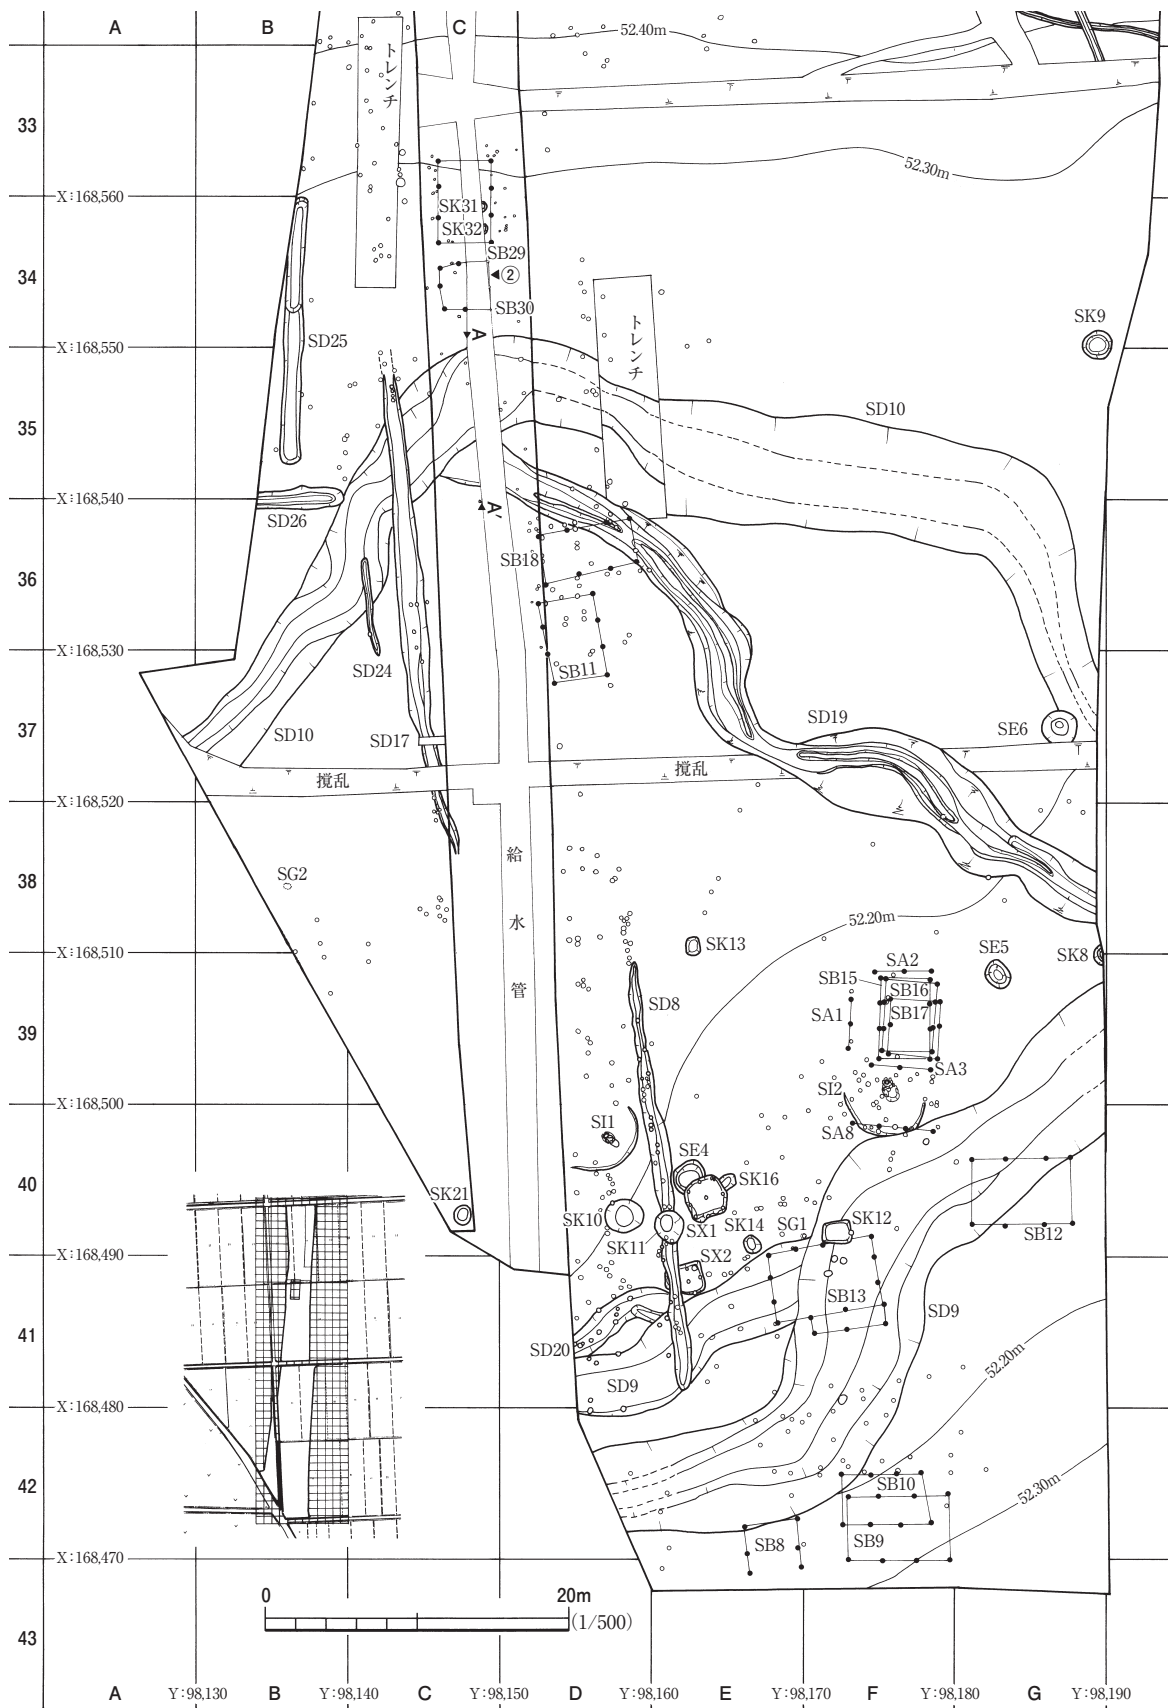 A B C
52.40m
トレンチ
33
52.30m
X:168,560
SK31
SK32
SB29
②
34
SB30
SK9
A
トレンチ
SD25
X:168,550
SD10
35
X:168,540
A'
SD26
SB18
36
X:168,530
SD24
SB11
SD19
SE6
37
SD10
SD17
攪乱
攪乱
X:168,520
給水管
38
SG2
52.20m
SK13
SE5
SK8
X:168,510
SA2
SB15
SB16
SD8
SA1
SB17
39
SA3
SI2
X:168,500
SI1
SA8
SE4
40
SK16
SK21
SK10
SX1
SK14
SG1
SK12
SB12
SK11
X:168,490
SX2
SB13
SD9
41
SD20
52.20m
SD9
X:168,480
42
SB10
52.30m
SB8
SB9
X:168,470
0 20m
(1/500)
43
A B C D E F G
Y:98,130 Y:98,140 Y:98,150 Y:98,160 Y:98,170 Y:98,180 Y:98,190